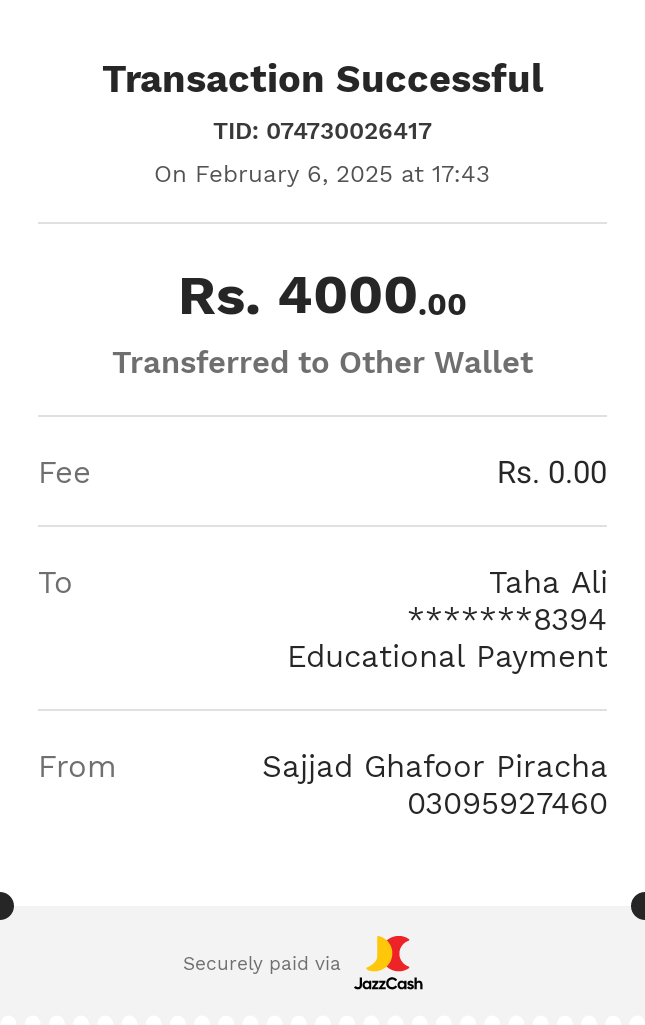 Transaction Successful
TID: 074730026417
On February 6, 2025 at 17:43
Rs. 4000.00
Transferred to Other Wallet
Fee Rs. 0.00
To Taha Ali
*******8394
Educational Payment
From Sajjad Ghafoor Piracha
03095927460
Securely paid via JazzCash